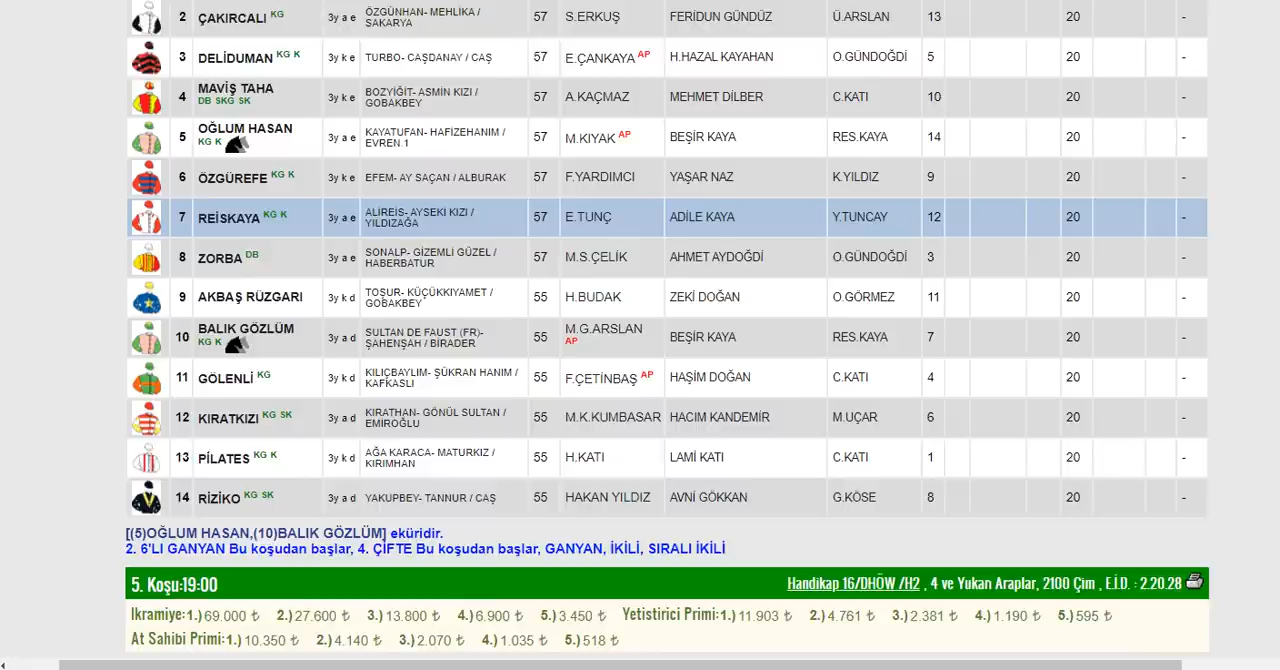 2 ÇAKIRCALI KG 3y a e ÖZGÜNHAN- MEHLİKA / SAKARYA 57 S.ERKUŞ FERİDUN GÜNDÜZ Ü.ARSLAN 13 20 -
3 DELİDUMAN KG K 3y k e TURBO- CAŞDANAY / CAŞ 57 E.ÇANKAYA AP H.HAZAL KAYAHAN O.GÜNDOĞDİ 5 20 -
4 MAVİŞ TAHA DB SKG SK 3y k e BOZYİĞİT- ASMİN KIZI / GOBAKBEY 57 A.KAÇMAZ MEHMET DİLBER C.KATI 10 20 -
5 OĞLUM HASAN KG K 3y a e KAYATUFAN- HAFİZEHANIM / EVREN.1 57 M.KIYAK AP BEŞİR KAYA RES.KAYA 14 20 -
6 ÖZGÜREFE KG K 3y k e EFEM- AY SAÇAN / ALBURAK 57 F.YARDIMCI YAŞAR NAZ K.YILDIZ 9 20 -
7 REİSKAYA KG K 3y a e ALİREİS- AYSEKI KIZI / YILDIZAĞA 57 E.TUNÇ ADİLE KAYA Y.TUNCAY 12 20 -
8 ZORBA DB 3y a e SONALP- GİZEMLİ GÜZEL / HABERBATUR 57 M.S.ÇELİK AHMET AYDOĞDİ O.GÜNDOĞDİ 3 20 -
9 AKBAŞ RÜZGARI 3y k d TOSUR- KÜÇÜKKIYAMET / GOBAKBEY 55 H.BUDAK ZEKİ DOĞAN O.GÖRMEZ 11 20 -
10 BALIK GÖZLÜM KG K 3y a d SULTAN DE FAUST (FR)- ŞAHENŞAH / BİRADER 55 M.G.ARSLAN AP BEŞİR KAYA RES.KAYA 7 20 -
11 GÖLENLİ KG 3y k d KILIÇBAYLIM- ŞÜKRAN HANIM / KAFKASLI 55 F.ÇETİNBAŞ AP HAŞİM DOĞAN C.KATI 4 20 -
12 KIRATKIZI KG SK 3y a d KIRATHAN- GÖNÜL SULTAN / EMİROĞLU 55 M.K.KUMBASAR HACIM KANDEMİR M.UÇAR 6 20 -
13 PİLATES KG K 3y k d AĞA KARACA- MATURKIZ / KIRIMHAN 55 H.KATI LAMİ KATI C.KATI 1 20 -
14 RİZİKO KG SK 3y a d YAKUPBEY- TANNUR / CAŞ 55 HAKAN YILDIZ AVNİ GÖKKAN G.KÖSE 8 20 -
[(5)OĞLUM HASAN,(10)BALIK GÖZLÜM] eküridir.
2. 6'LI GANYAN Bu koşudan başlar, 4. ÇİFTE Bu koşudan başlar, GANYAN, İKİLİ, SIRALI İKİLİ
5. Koşu:19:00 Handikap 16/DHÖW /H2 , 4 ve Yukarı Araplar, 2100 Çim , E.İ.D. : 2.20.28
Ikramiye:1.) 69.000 ₺ 2.) 27.600 ₺ 3.) 13.800 ₺ 4.) 6.900 ₺ 5.) 3.450 ₺ Yetistirici Primi:1.) 11.903 ₺ 2.) 4.761 ₺ 3.) 2.381 ₺ 4.) 1.190 ₺ 5.) 595 ₺
At Sahibi Primi:1.) 10.350 ₺ 2.) 4.140 ₺ 3.) 2.070 ₺ 4.) 1.035 ₺ 5.) 518 ₺